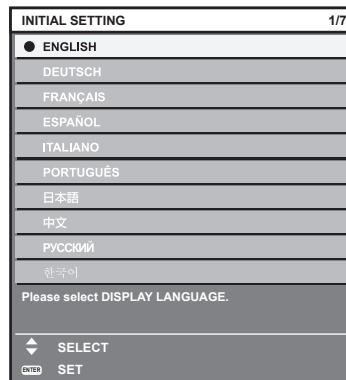 INITIAL SETTING 1/7
ENGLISH
DEUTSCH
FRANÇAIS
ESPAÑOL
ITALIANO
PORTUGUÊS
日本語
中文
РУССКИЙ
한국어
Please select DISPLAY LANGUAGE.
SELECT
ENTER SET